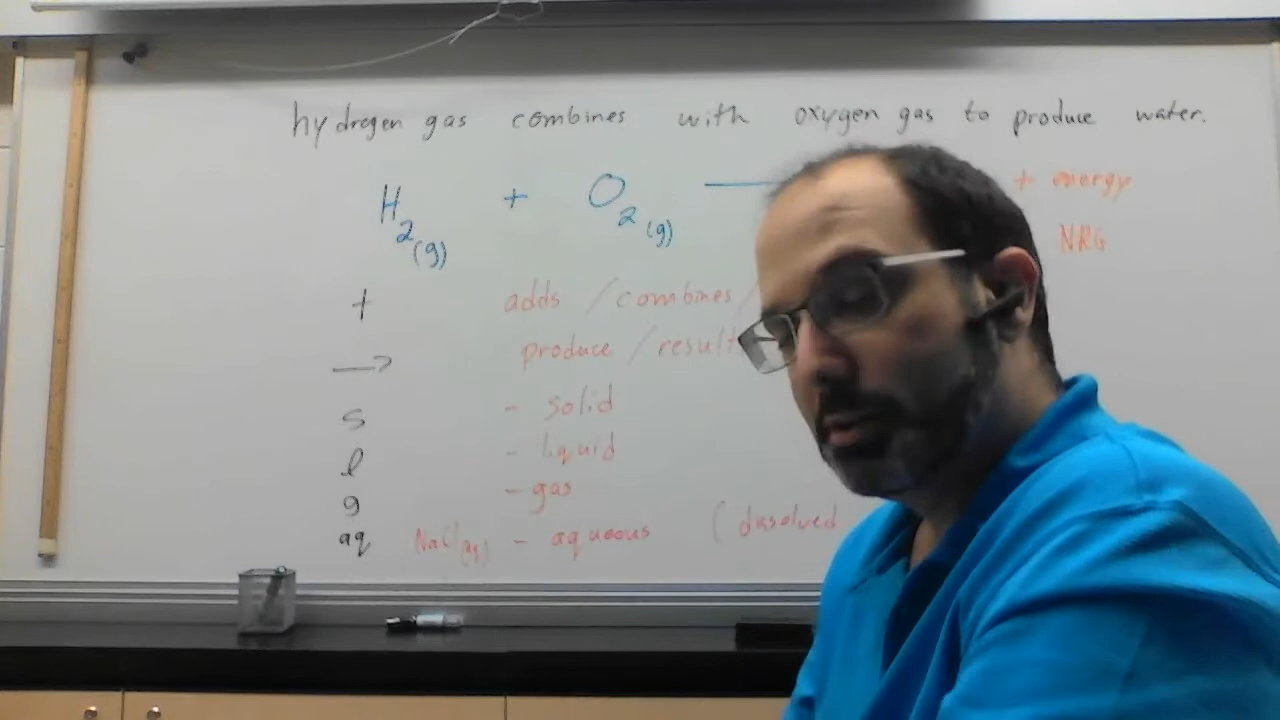 hydrogen gas combines with oxygen gas to produce water.
H2(g) + O2(g) — + energy
NRG
+ adds / combines /
→ produce / result
s - solid
l - liquid
g - gas
aq NaCl(aq) - aqueous (dissolved